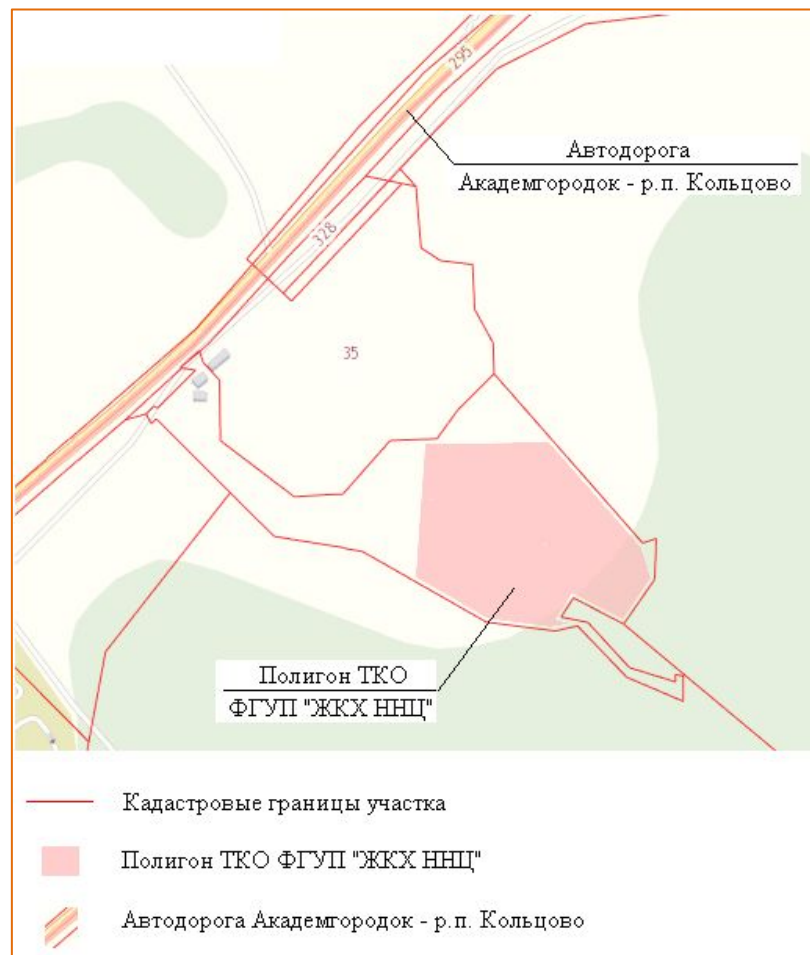 295
Автодорога
Академгородок - р.п. Кольцово
328
35
Полигон ТКО
ФГУП "ЖКХ ННЦ"
Кадастровые границы участка
Полигон ТКО ФГУП "ЖКХ ННЦ"
Автодорога Академгородок - р.п. Кольцово